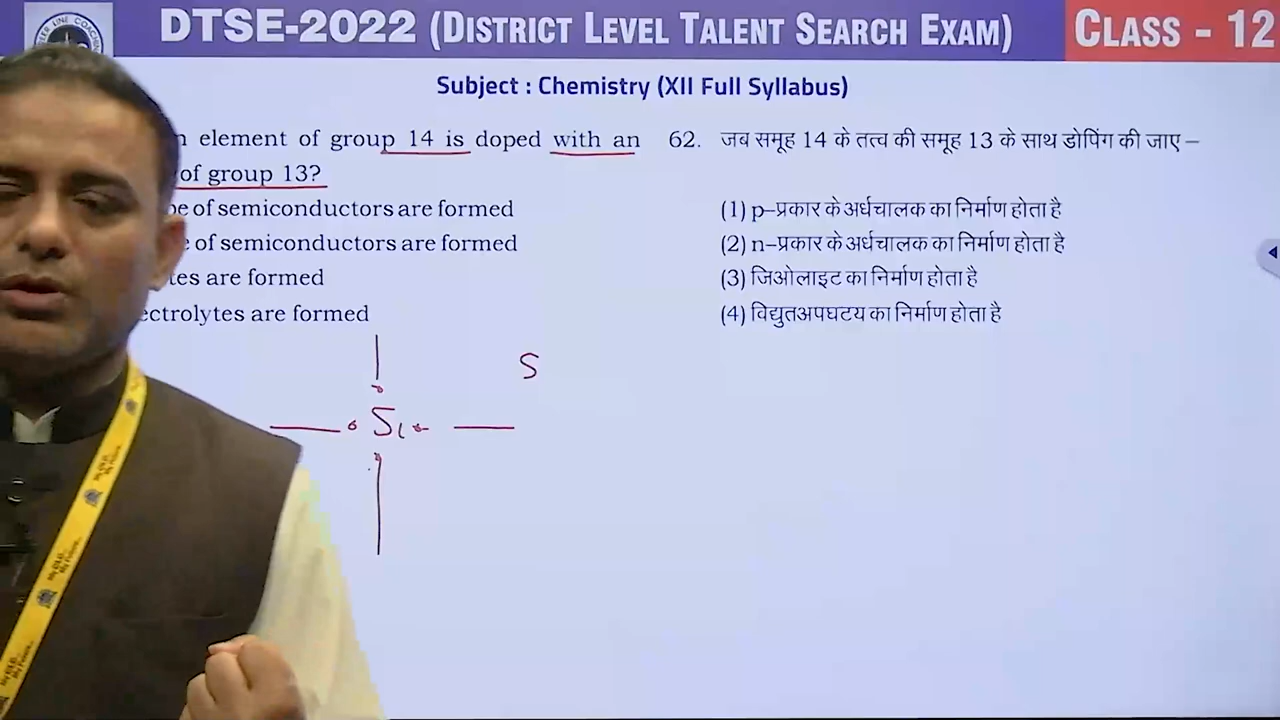 DTSE-2022 (DISTRICT LEVEL TALENT SEARCH EXAM)
CLASS - 12
Subject : Chemistry (XII Full Syllabus)
element of group 14 is doped with an
of group 13?
of semiconductors are formed
of semiconductors are formed
are formed
are formed
62. जब समूह 14 के तत्व की समूह 13 के साथ डोपिंग की जाए –
(1) p–प्रकार के अर्धचालक का निर्माण होता है
(2) n–प्रकार के अर्धचालक का निर्माण होता है
(3) जिओलाइट का निर्माण होता है
(4) विद्युतअपघटय का निर्माण होता है
S
Si